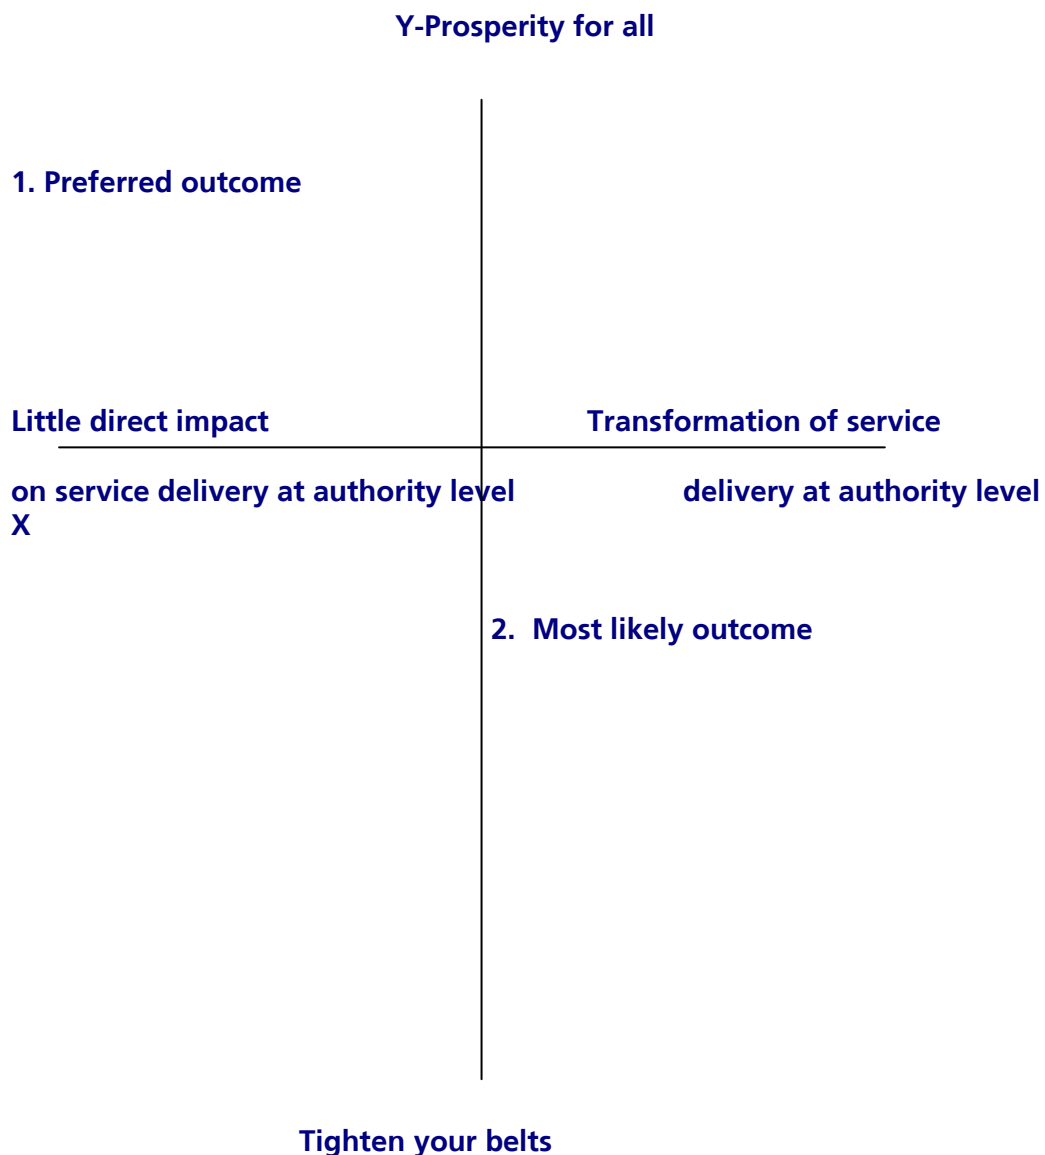 Y-Prosperity for all
1. Preferred outcome
Little direct impact Transformation of service
on service delivery at authority level delivery at authority level
X
2. Most likely outcome
Tighten your belts